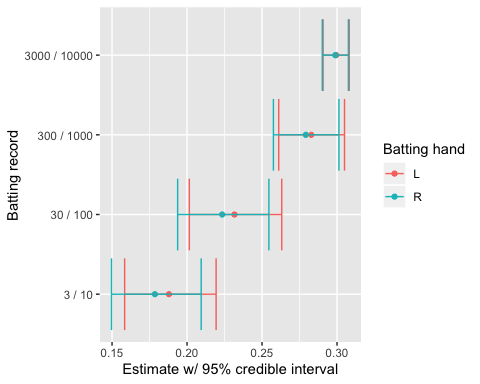 3000 / 10000
300 / 1000
30 / 100
3 / 10
Batting record
0.15
0.20
0.25
0.30
Estimate w/ 95% credible interval
Batting hand
L
R